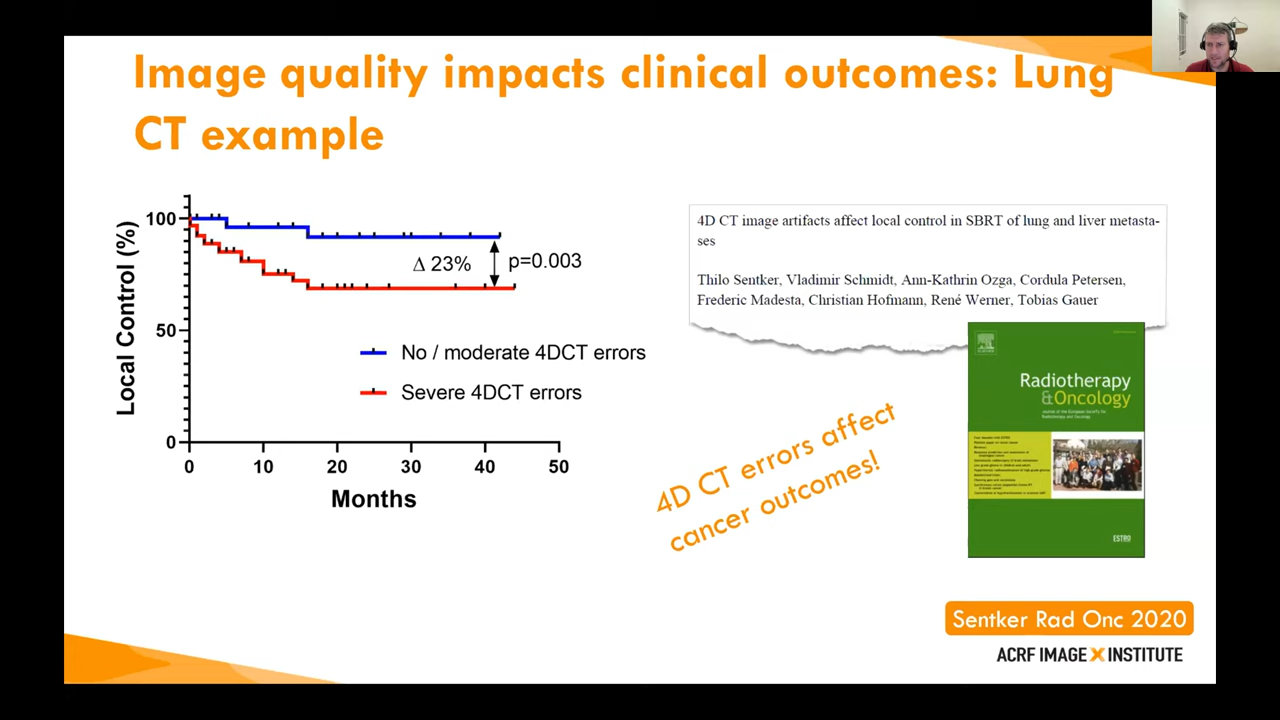 Image quality impacts clinical outcomes: Lung
CT example
Local Control (%)
100
50
0
0 10 20 30 40 50
Months
Δ 23%
p=0.003
No / moderate 4DCT errors
Severe 4DCT errors
4D CT image artifacts affect local control in SBRT of lung and liver metasta-
ses
Thilo Sentker, Vladimir Schmidt, Ann-Kathrin Ozga, Cordula Petersen,
Frederic Madesta, Christian Hofmann, René Werner, Tobias Gauer
4D CT errors affect
cancer outcomes!
Radiotherapy
&Oncology
ESTRO
Sentker Rad Onc 2020
ACRF IMAGE X INSTITUTE